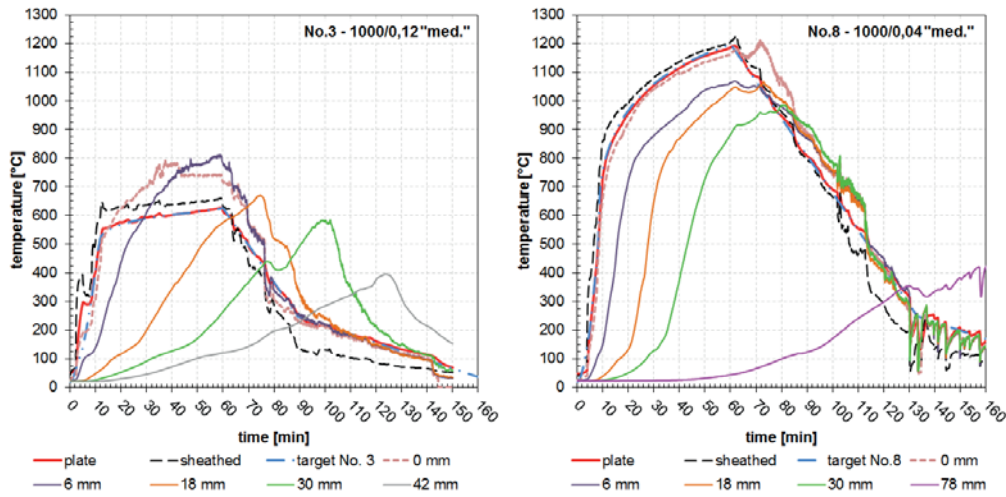 No.3 - 1000/0,12 "med."
1300
1200
1100
1000
900
800
700
600
500
400
300
200
100
0
temperature [°C]
0 10 20 30 40 50 60 70 80 90 100 110 120 130 140 150 160
time [min]
plate sheathed target No. 3 0 mm
6 mm 18 mm 30 mm 42 mm
No.8 - 1000/0,04 "med."
1300
1200
1100
1000
900
800
700
600
500
400
300
200
100
0
temperature [°C]
0 10 20 30 40 50 60 70 80 90 100 110 120 130 140 150 160
time [min]
plate sheathed target No.8 0 mm
6 mm 18 mm 30 mm 78 mm